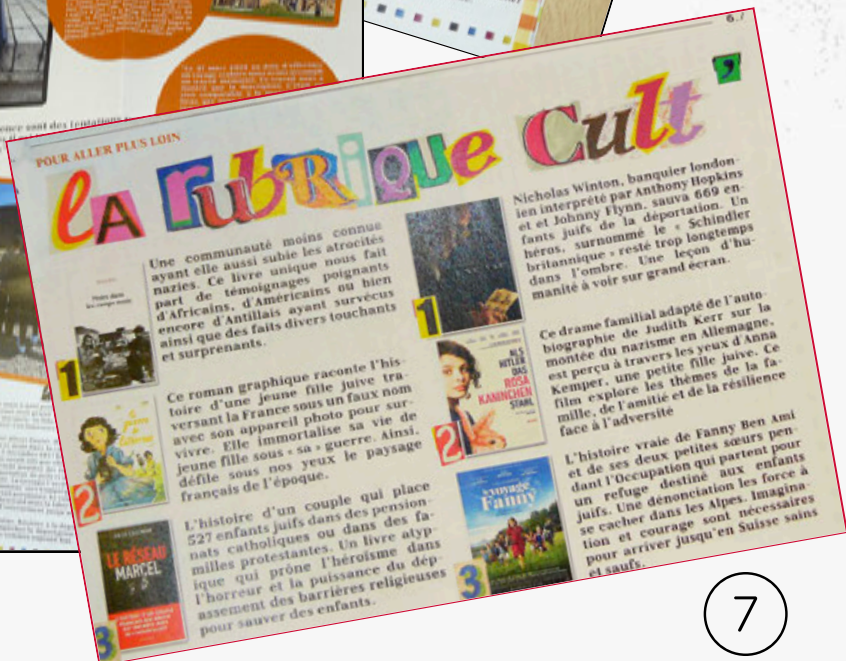 6./
POUR ALLER PLUS LOIN
LA RUBRIQUE Cult'
Une communauté moins connue
ayant elle aussi subie les atrocités
nazies. Ce livre unique nous fait
part de témoignages poignants
d'Africains, d'Américains ou bien
encore d'Antillais ayant survécus
ainsi que des faits divers touchants
et surprenants.
1
Ce roman graphique raconte l'his-
toire d'une jeune fille juive tra-
versant la France sous un faux nom
avec son appareil photo pour sur-
vivre. Elle immortalise sa vie de
jeune fille sous « sa » guerre. Ainsi,
défile sous nos yeux le paysage
français de l'époque.
2
LE RÉSEAU
MARCEL
L'histoire d'un couple qui place
527 enfants juifs dans des pension-
nats catholiques ou dans des fa-
milles protestantes. Un livre atyp-
ique qui prône l'héroïsme dans
l'horreur et la puissance du dép-
assement des barrières religieuses
pour sauver des enfants.
3
Nicholas Winton, banquier london-
ien interprété par Anthony Hopkins
et et Johnny Flynn, sauva 669 en-
fants juifs de la déportation. Un
héros, surnommé le « Schindler
britannique » resté trop longtemps
dans l'ombre. Une leçon d'hu-
manité à voir sur grand écran.
1
ALS
HITLER
DAS
ROSA
KANINCHEN
STAHL
Ce drame familial adapté de l'auto-
biographie de Judith Kerr sur la
montée du nazisme en Allemagne,
est perçu à travers les yeux d'Anna
Kemper, une petite fille juive. Ce
film explore les thèmes de la fa-
mille, de l'amitié et de la résilience
face à l'adversité
2
Le voyage
Fanny
L'histoire vraie de Fanny Ben Ami
et de ses deux petites sœurs pen-
dant l'Occupation qui partent pour
un refuge destiné aux enfants
juifs. Une dénonciation les force à
se cacher dans les Alpes. Imagina-
tion et courage sont nécessaires
pour arriver jusqu'en Suisse sains
et saufs.
3
7